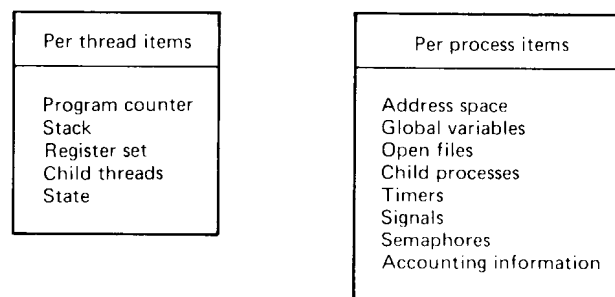 Per thread items
Program counter
Stack
Register set
Child threads
State
Per process items
Address space
Global variables
Open files
Child processes
Timers
Signals
Semaphores
Accounting information